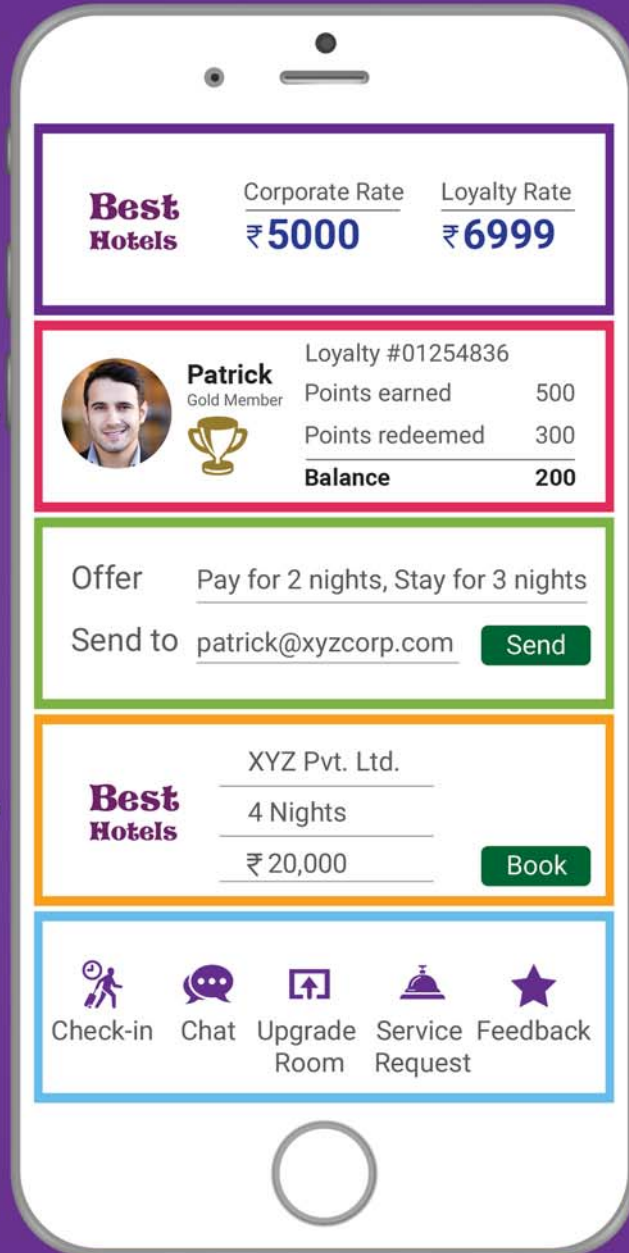 Best
Hotels
Corporate Rate
₹5000
Loyalty Rate
₹6999
Patrick
Gold Member
Loyalty #01254836
Points earned 500
Points redeemed 300
Balance 200
Offer Pay for 2 nights, Stay for 3 nights
Send to patrick@xyzcorp.com Send
Best
Hotels
XYZ Pvt. Ltd.
4 Nights
₹ 20,000
Book
Check-in
Chat
Upgrade
Room
Service
Request
Feedback